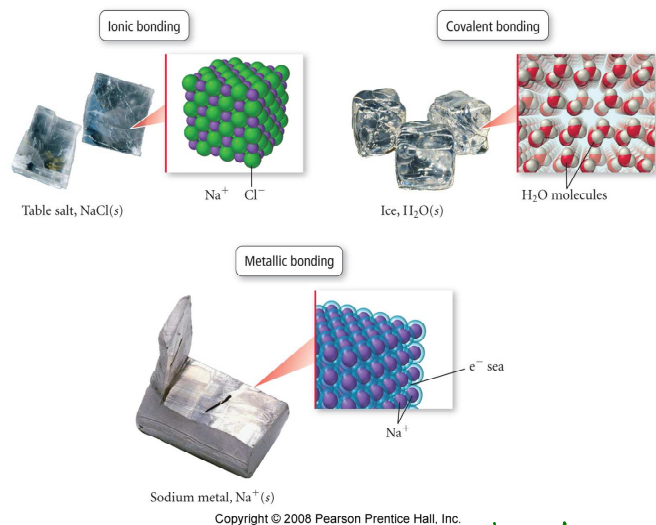 Ionic bonding
Covalent bonding
Na⁺ Cl⁻
Table salt, NaCl(s)
H₂O molecules
Ice, H₂O(s)
Metallic bonding
e⁻ sea
Na⁺
Sodium metal, Na⁺(s)
Copyright © 2008 Pearson Prentice Hall, Inc.